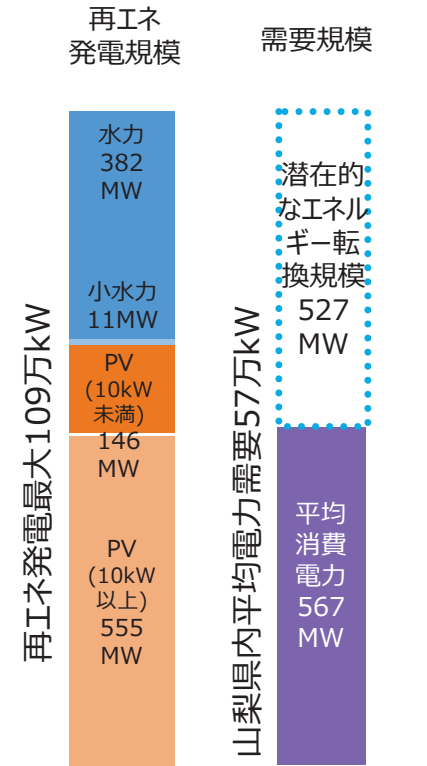 再エネ
発電規模
需要規模
再エネ発電最大109万kW
水力
382
MW
小水力
11MW
PV
(10kW
未満)
146
MW
PV
(10kW
以上)
555
MW
山梨県内平均電力需要57万kW
潜在的
なエネル
ギー転
換規模
527
MW
平均
消費
電力
567
MW